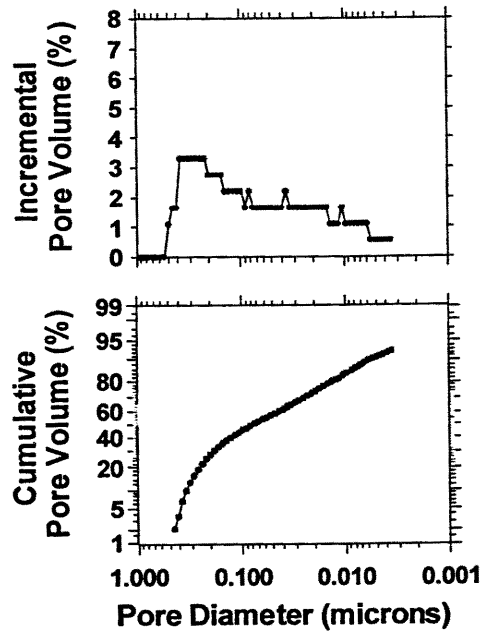 Incremental
Pore Volume (%)
8
7
6
5
4
3
2
1
0
Cumulative
Pore Volume (%)
99
95
80
60
40
20
5
1
1.000 0.100 0.010 0.001
Pore Diameter (microns)